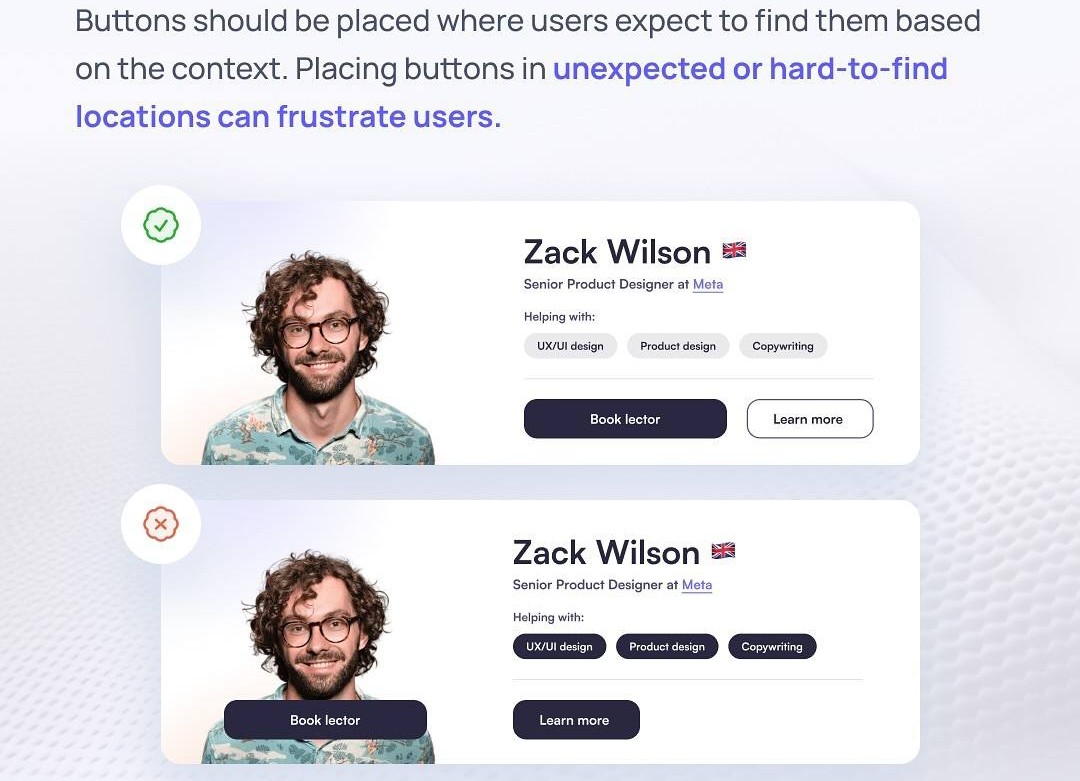 Buttons should be placed where users expect to find them based
on the context. Placing buttons in unexpected or hard-to-find
locations can frustrate users.
Zack Wilson
Senior Product Designer at Meta
Helping with:
UX/UI design Product design Copywriting
Book lector Learn more
Zack Wilson
Senior Product Designer at Meta
Helping with:
UX/UI design Product design Copywriting
Book lector Learn more